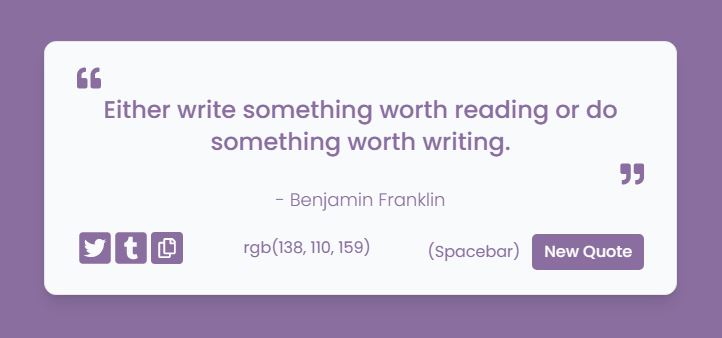 “
Either write something worth reading or do
something worth writing.
”
- Benjamin Franklin
rgb(138, 110, 159)
(Spacebar)
New Quote